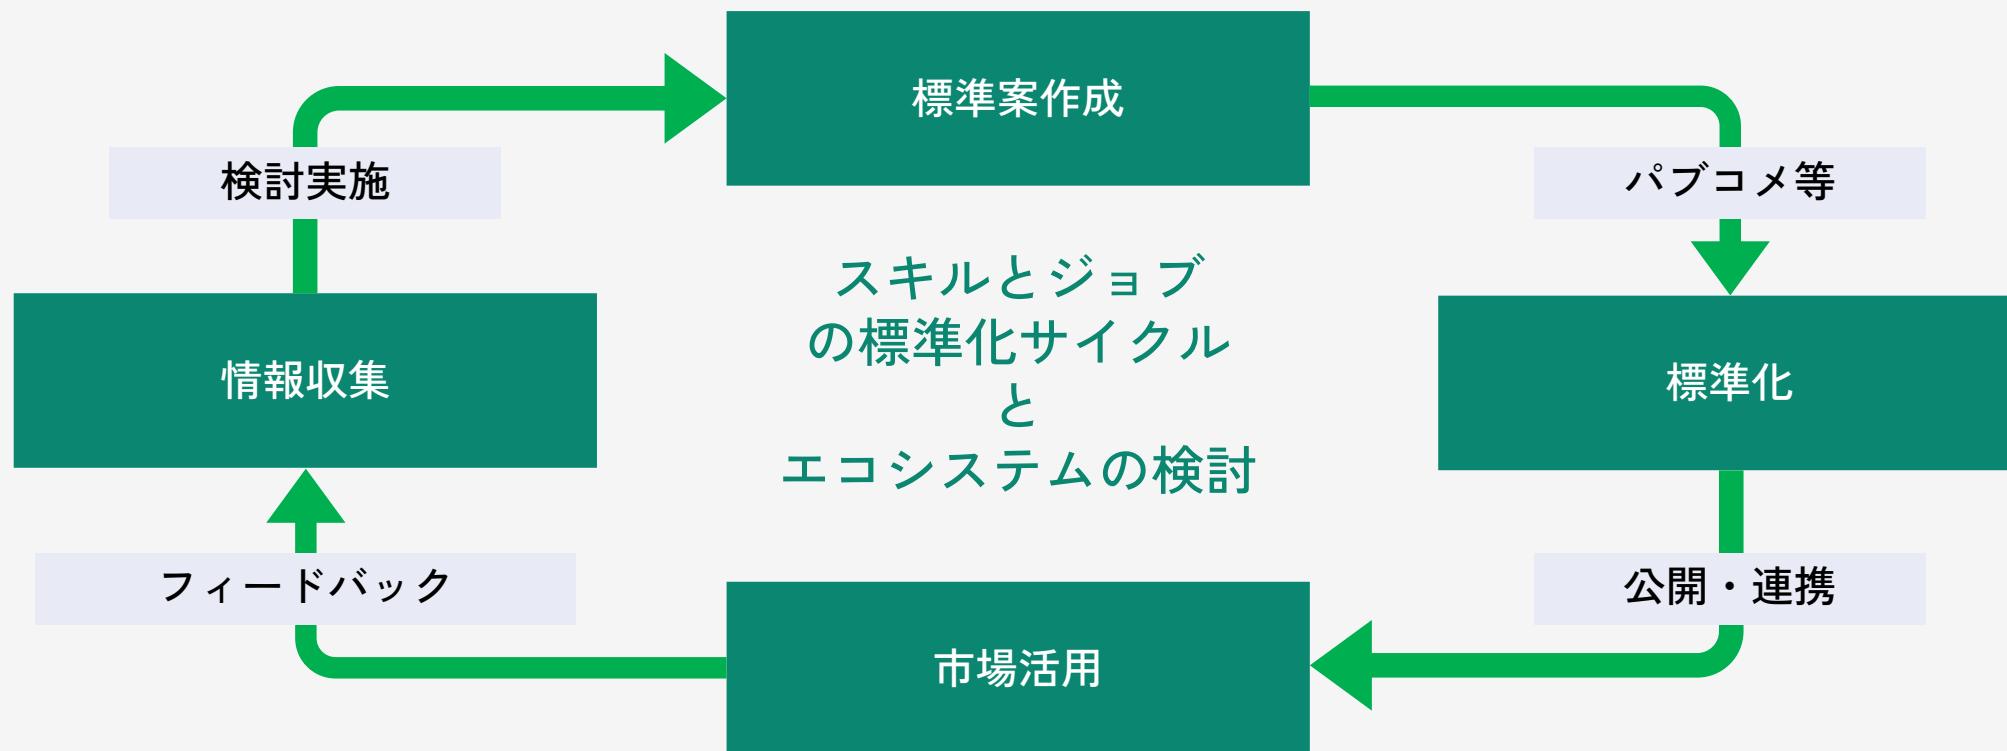 標準案作成
検討実施
パブコメ等
スキルとジョブ
の標準化サイクル
と
エコシステムの検討
情報収集
標準化
フィードバック
公開・連携
市場活用